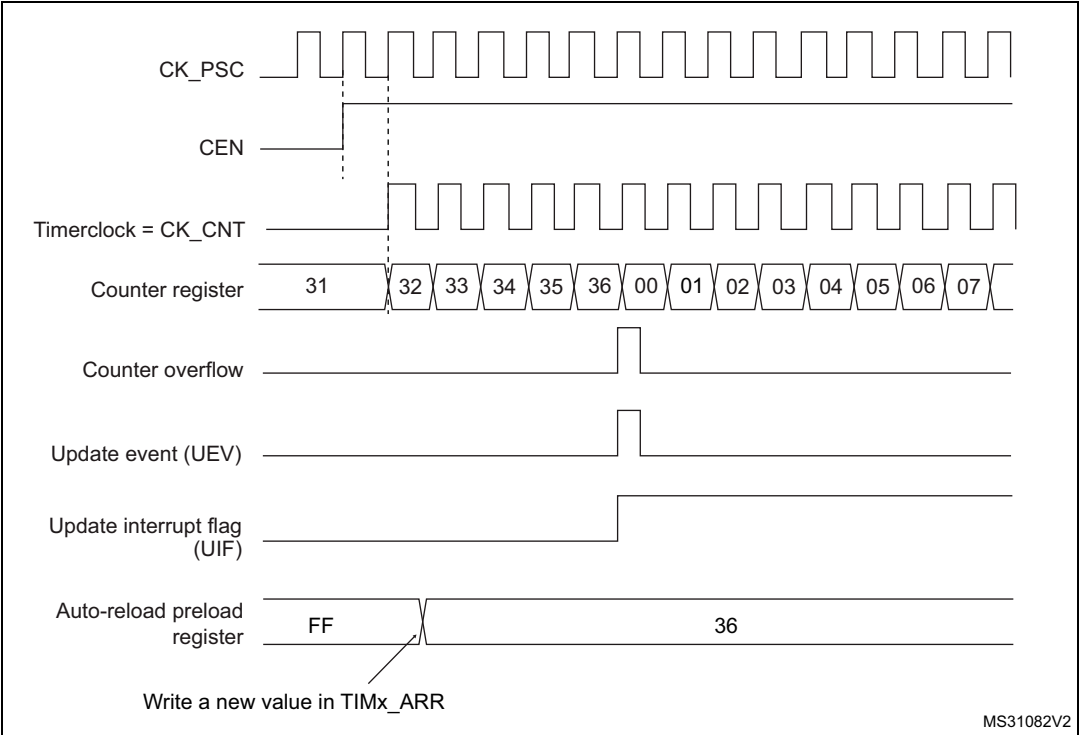 CK_PSC
CEN
Timerclock = CK_CNT
Counter register
31 32 33 34 35 36 00 01 02 03 04 05 06 07
Counter overflow
Update event (UEV)
Update interrupt flag
(UIF)
Auto-reload preload
register
FF 36
Write a new value in TIMx_ARR
MS31082V2